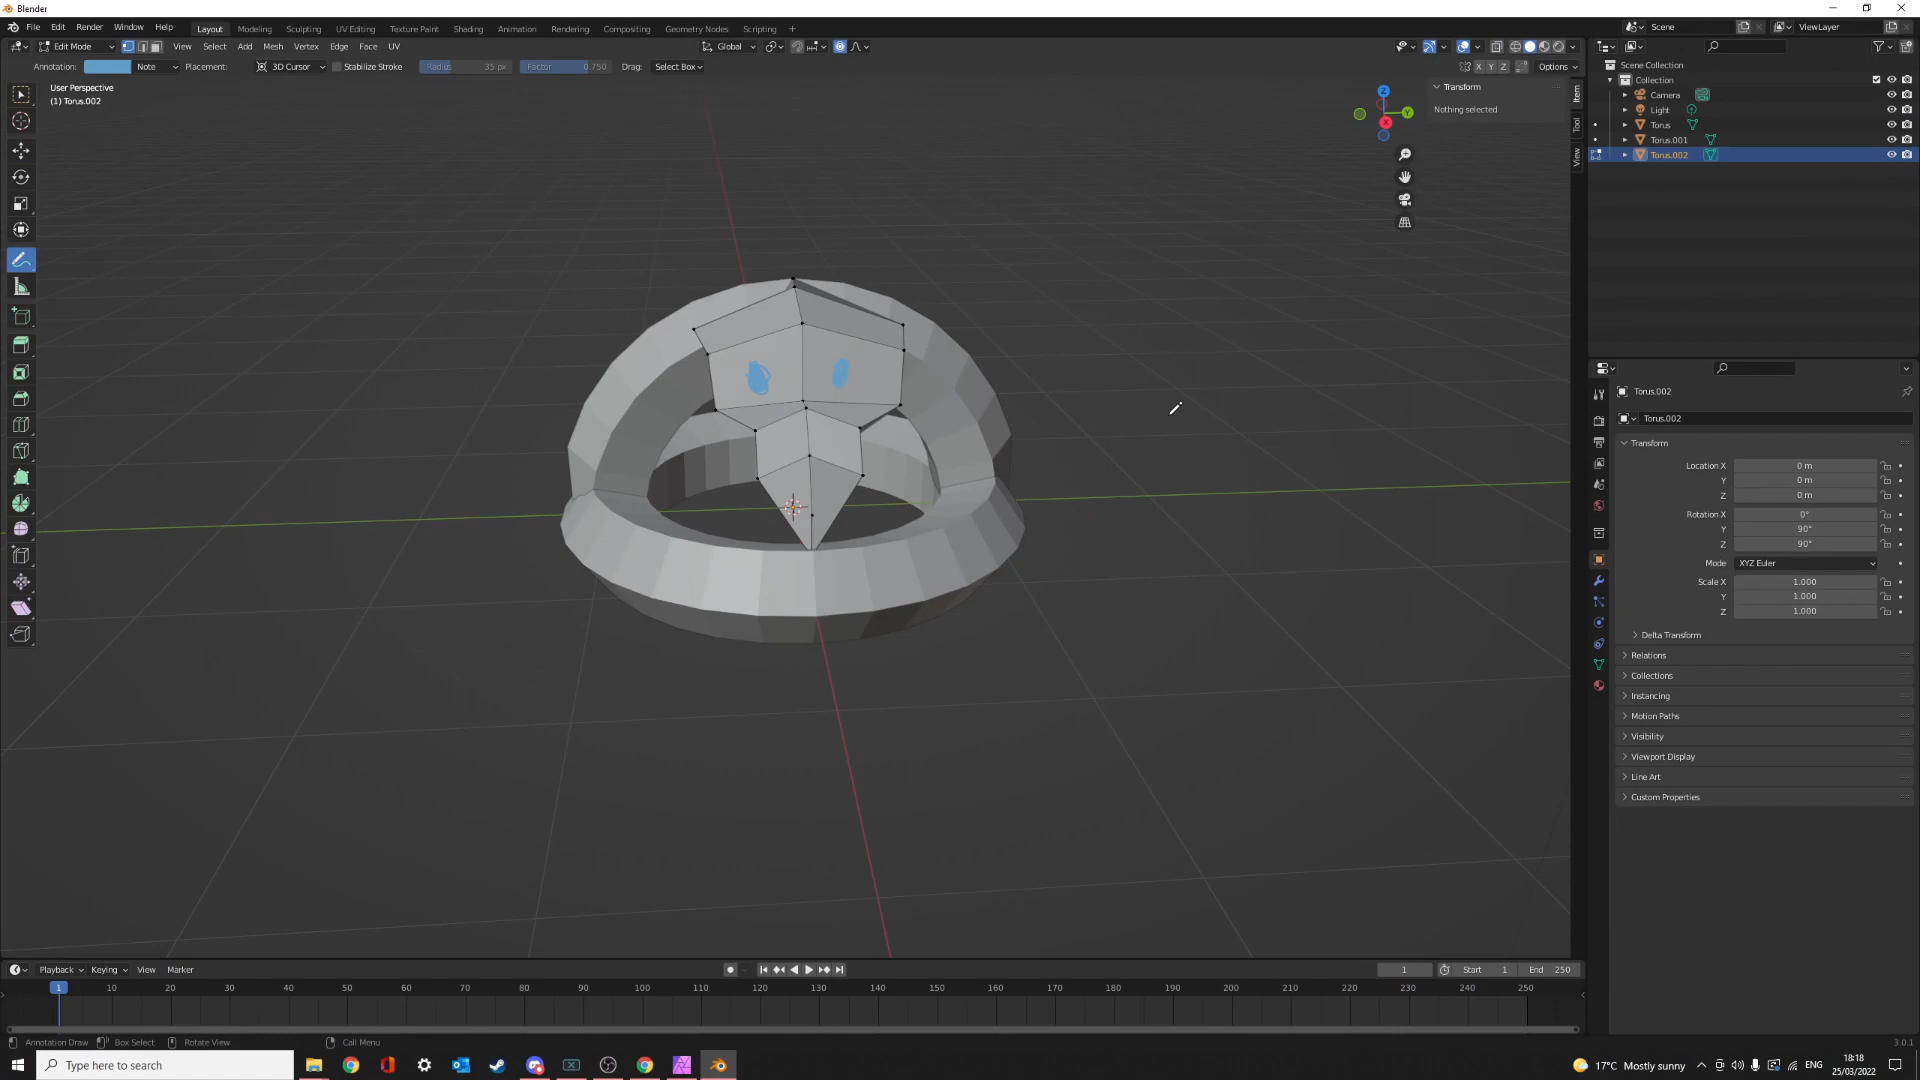 Blender
File Edit Render Window Help Layout Modeling Sculpting UV Editing Texture Paint Shading Animation Rendering Compositing Geometry Nodes Scripting + Scene ViewLayer
Edit Mode View Select Add Mesh Vertex Edge Face UV Global
Annotation: Note Placement: 3D Cursor Stabilize Stroke Radius 35 px Factor 0.750 Drag: Select Box X Y Z Options
User Perspective
(1) Torus.002
Z
Y
X
Transform
Nothing selected
Item
Tool
View
Scene Collection
Collection
Camera
Light
Torus
Torus.001
Torus.002
Torus.002
Torus.002
Transform
Location X 0 m
Y 0 m
Z 0 m
Rotation X 0°
Y 90°
Z 90°
Mode XYZ Euler
Scale X 1.000
Y 1.000
Z 1.000
Delta Transform
Relations
Collections
Instancing
Motion Paths
Visibility
Viewport Display
Line Art
Custom Properties
Playback Keying View Marker 1 Start 1 End 250
1 10 20 30 40 50 60 70 80 90 100 110 120 130 140 150 160 170 180 190 200 210 220 230 240 250
Annotation Draw Box Select Rotate View Call Menu 3.0.1
Type here to search 17°C Mostly sunny ENG 18:18
25/03/2022